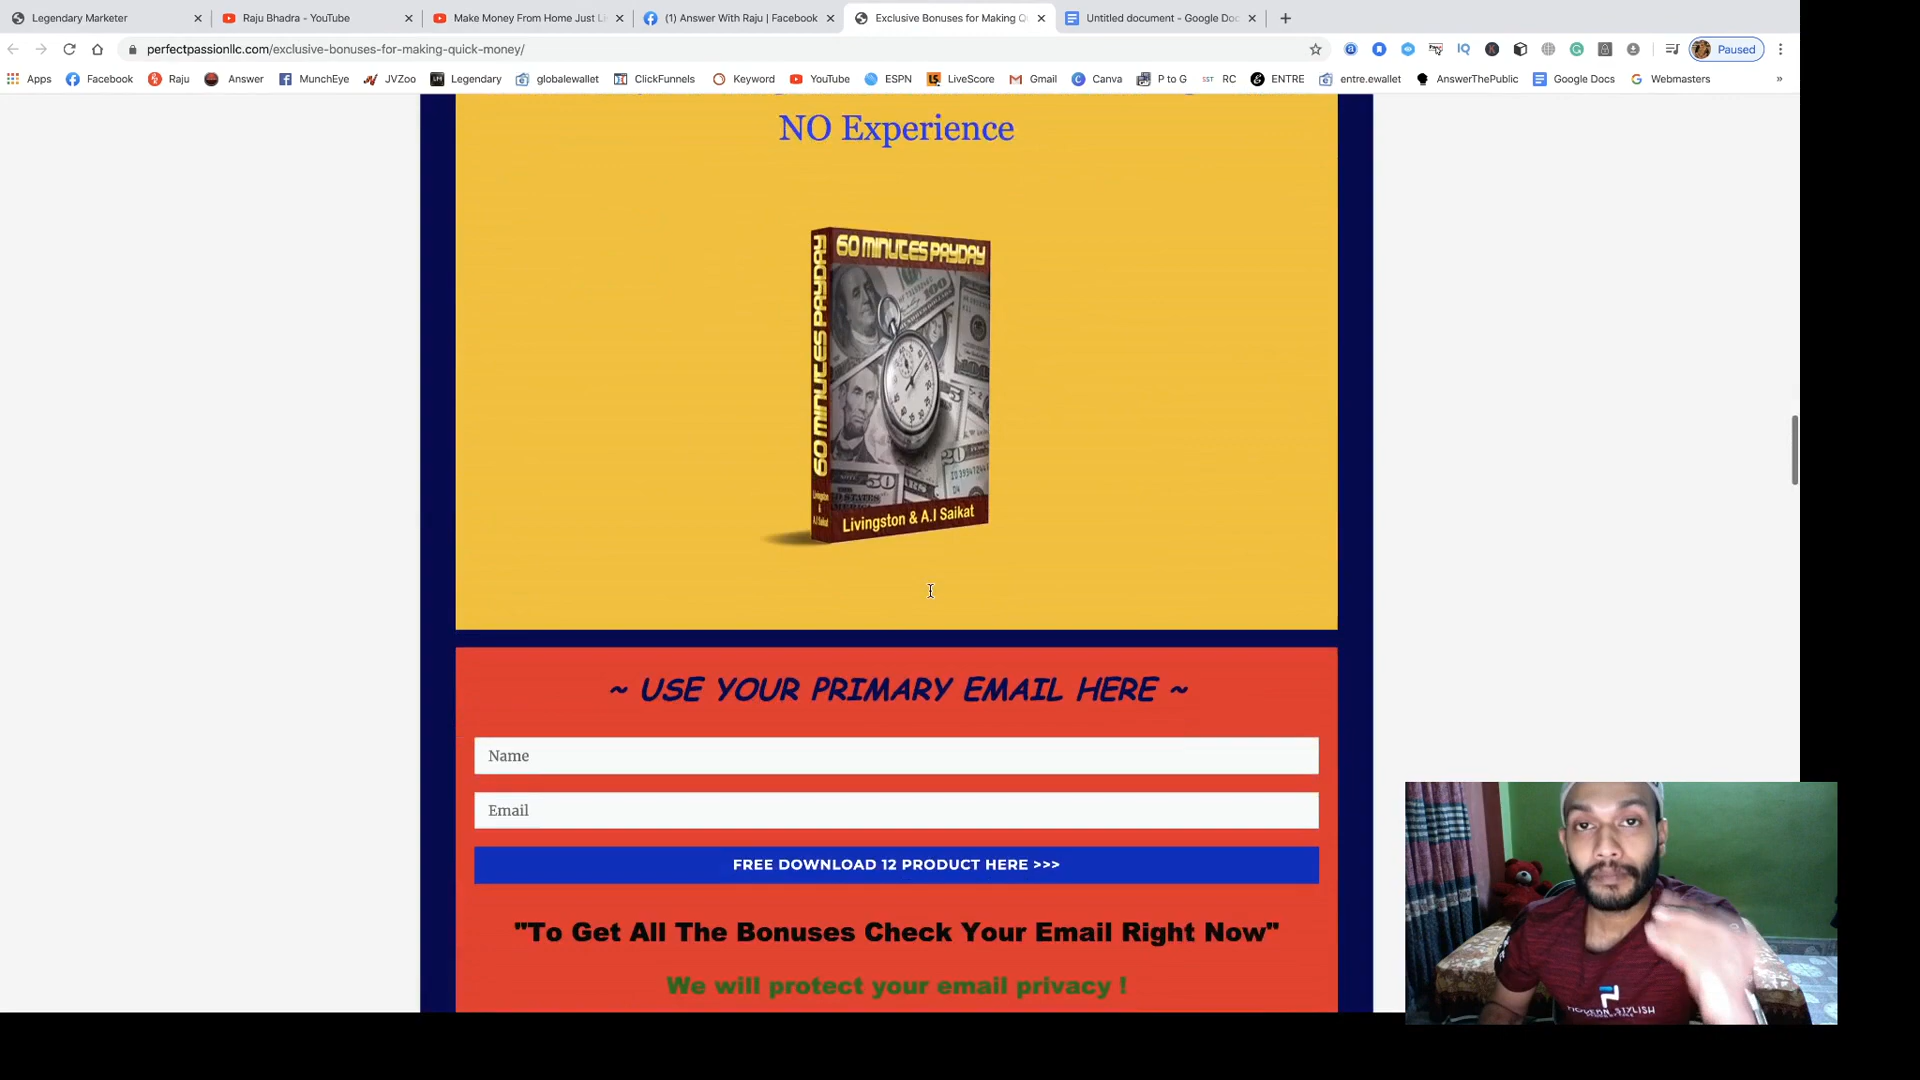 Legendary Marketer
Raju Bhadra - YouTube
Make Money From Home Just Li
(1) Answer With Raju | Facebook
Exclusive Bonuses for Making Q
Untitled document - Google Doc
perfectpassionllc.com/exclusive-bonuses-for-making-quick-money/
Paused
Apps
Facebook
Raju
Answer
MunchEye
JVZoo
Legendary
globalewallet
ClickFunnels
Keyword
YouTube
ESPN
LiveScore
Gmail
Canva
P to G
RC
ENTRE
entre.ewallet
AnswerThePublic
Google Docs
Webmasters
»
NO Experience
60 MINUTES PAYDAY
60 MINUTES PAYDAY
Livingston & A.I Saikat
~ USE YOUR PRIMARY EMAIL HERE ~
Name
Email
FREE DOWNLOAD 12 PRODUCT HERE >>>
"To Get All The Bonuses Check Your Email Right Now"
We will protect your email privacy !
MODERN STYLISH